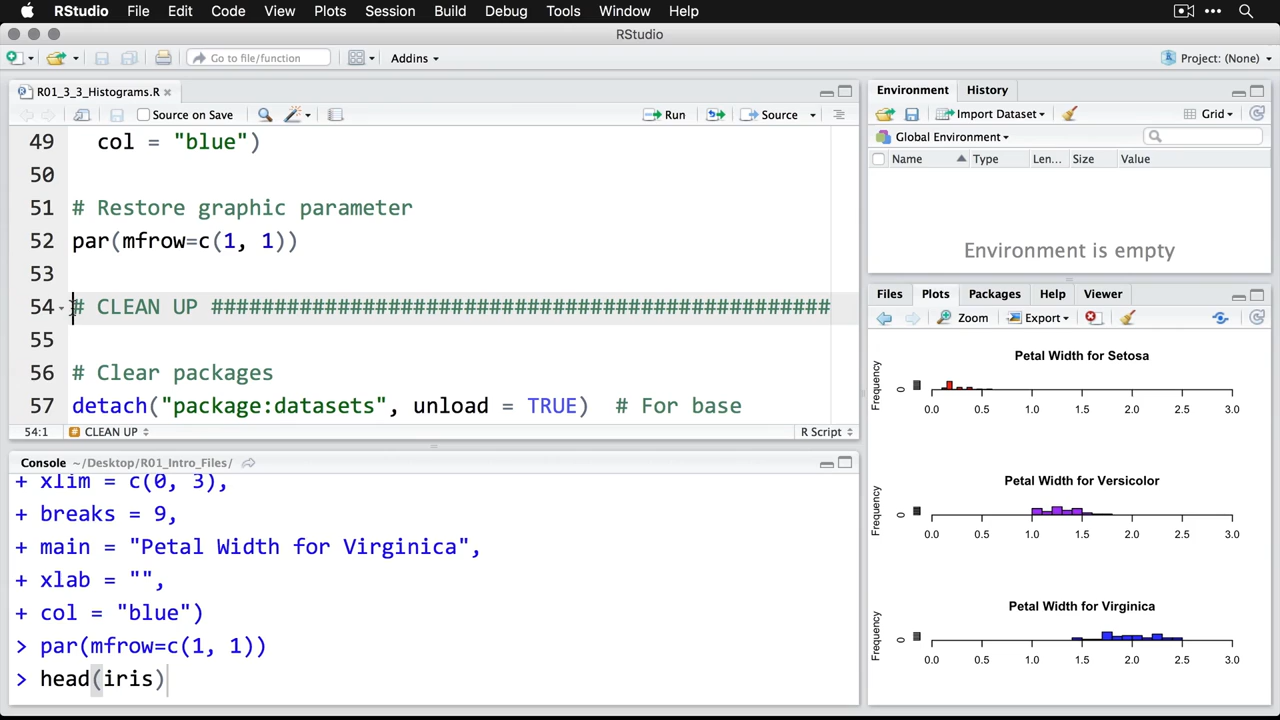 RStudio File Edit Code View Plots Session Build Debug Tools Window Help
RStudio
Go to file/function Addins Project: (None)
R01_3_3_Histograms.R
Source on Save Run Source
49 col = "blue")
50
51 # Restore graphic parameter
52 par(mfrow=c(1, 1))
53
54 # CLEAN UP #################################################
55
56 # Clear packages
57 detach("package:datasets", unload = TRUE) # For base
54:1 # CLEAN UP R Script
Console ~/Desktop/R01_Intro_Files/
+ xlim = c(0, 3),
+ breaks = 9,
+ main = "Petal Width for Virginica",
+ xlab = "",
+ col = "blue")
> par(mfrow=c(1, 1))
> head(iris)
Environment History
Import Dataset Grid
Global Environment
Name Type Len... Size Value
Environment is empty
Files Plots Packages Help Viewer
Zoom Export
Petal Width for Setosa
Frequency
0
0.0 0.5 1.0 1.5 2.0 2.5 3.0
Petal Width for Versicolor
Frequency
0
0.0 0.5 1.0 1.5 2.0 2.5 3.0
Petal Width for Virginica
Frequency
0
0.0 0.5 1.0 1.5 2.0 2.5 3.0